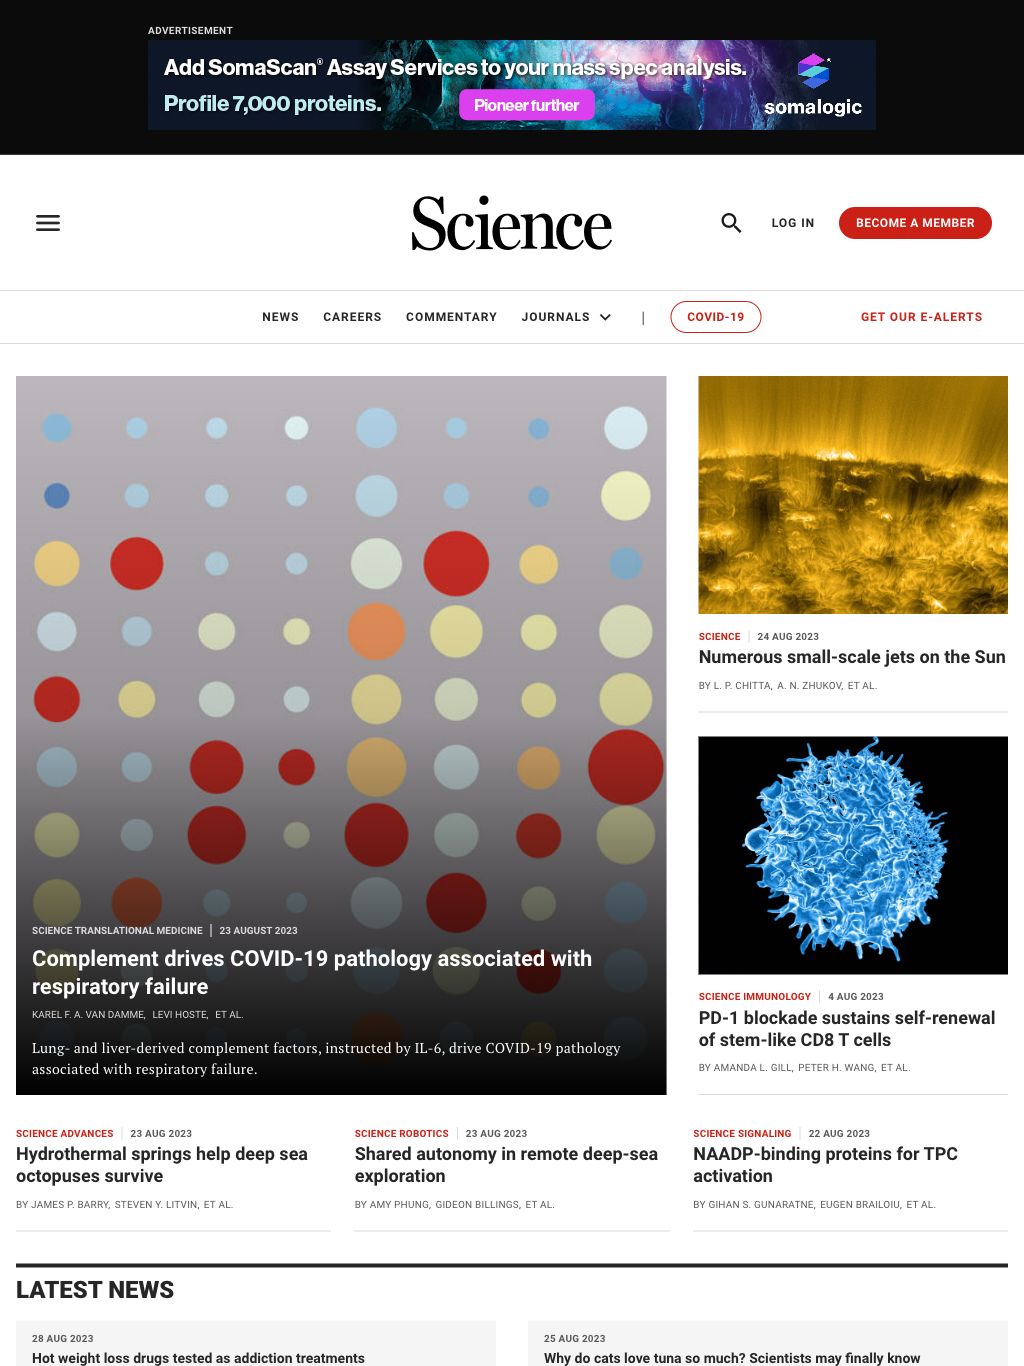 ADVERTISEMENT
Add SomaScan® Assay Services to your mass spec analysis.
Profile 7,000 proteins.
Pioneer further
somalogic
Science
LOG IN
BECOME A MEMBER
NEWS CAREERS COMMENTARY JOURNALS | COVID-19 GET OUR E-ALERTS
SCIENCE TRANSLATIONAL MEDICINE | 23 AUGUST 2023
Complement drives COVID-19 pathology associated with
respiratory failure
KAREL F. A. VAN DAMME, LEVI HOSTE, ET AL.
Lung- and liver-derived complement factors, instructed by IL-6, drive COVID-19 pathology
associated with respiratory failure.
SCIENCE | 24 AUG 2023
Numerous small-scale jets on the Sun
BY L. P. CHITTA, A. N. ZHUKOV, ET AL.
SCIENCE IMMUNOLOGY | 4 AUG 2023
PD-1 blockade sustains self-renewal
of stem-like CD8 T cells
BY AMANDA L. GILL, PETER H. WANG, ET AL.
SCIENCE ADVANCES | 23 AUG 2023
Hydrothermal springs help deep sea
octopuses survive
BY JAMES P. BARRY, STEVEN Y. LITVIN, ET AL.
SCIENCE ROBOTICS | 23 AUG 2023
Shared autonomy in remote deep-sea
exploration
BY AMY PHUNG, GIDEON BILLINGS, ET AL.
SCIENCE SIGNALING | 22 AUG 2023
NAADP-binding proteins for TPC
activation
BY GIHAN S. GUNARATNE, EUGEN BRAILOIU, ET AL.
LATEST NEWS
28 AUG 2023
Hot weight loss drugs tested as addiction treatments
25 AUG 2023
Why do cats love tuna so much? Scientists may finally know